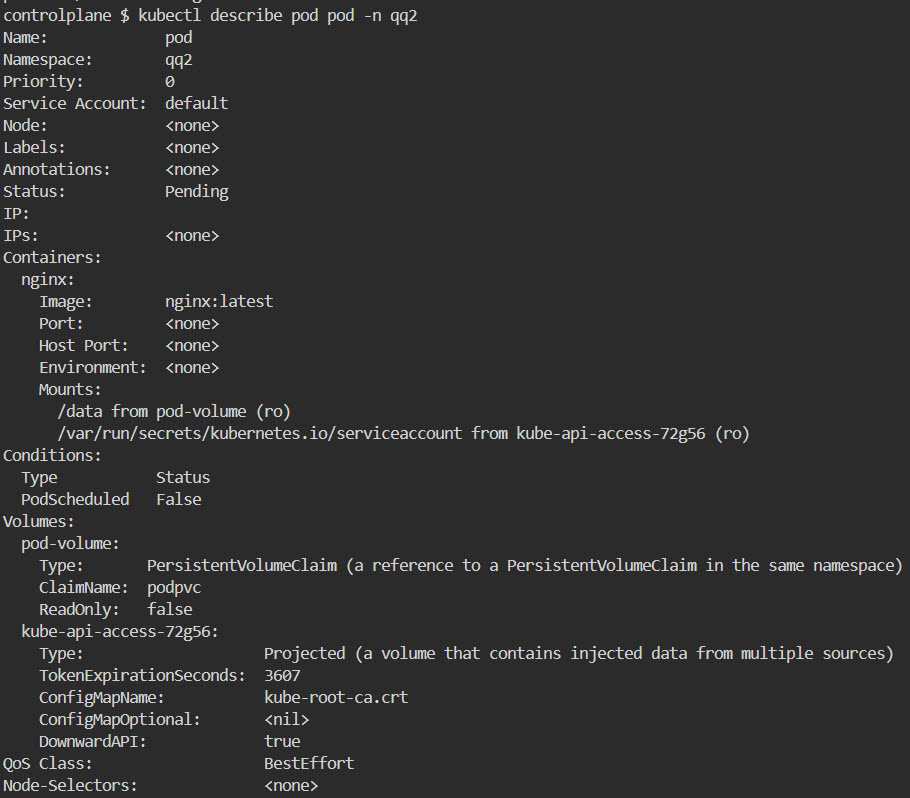 controlplane $ kubectl describe pod pod -n qq2
Name:             pod
Namespace:        qq2
Priority:         0
Service Account:  default
Node:             <none>
Labels:           <none>
Annotations:      <none>
Status:           Pending
IP:
IPs:              <none>
Containers:
  nginx:
    Image:        nginx:latest
    Port:         <none>
    Host Port:    <none>
    Environment:  <none>
    Mounts:
      /data from pod-volume (ro)
      /var/run/secrets/kubernetes.io/serviceaccount from kube-api-access-72g56 (ro)
Conditions:
  Type           Status
  PodScheduled   False
Volumes:
  pod-volume:
    Type:       PersistentVolumeClaim (a reference to a PersistentVolumeClaim in the same namespace)
    ClaimName:  podpvc
    ReadOnly:   false
  kube-api-access-72g56:
    Type:                    Projected (a volume that contains injected data from multiple sources)
    TokenExpirationSeconds:  3607
    ConfigMapName:           kube-root-ca.crt
    ConfigMapOptional:       <nil>
    DownwardAPI:             true
QoS Class:                   BestEffort
Node-Selectors:              <none>